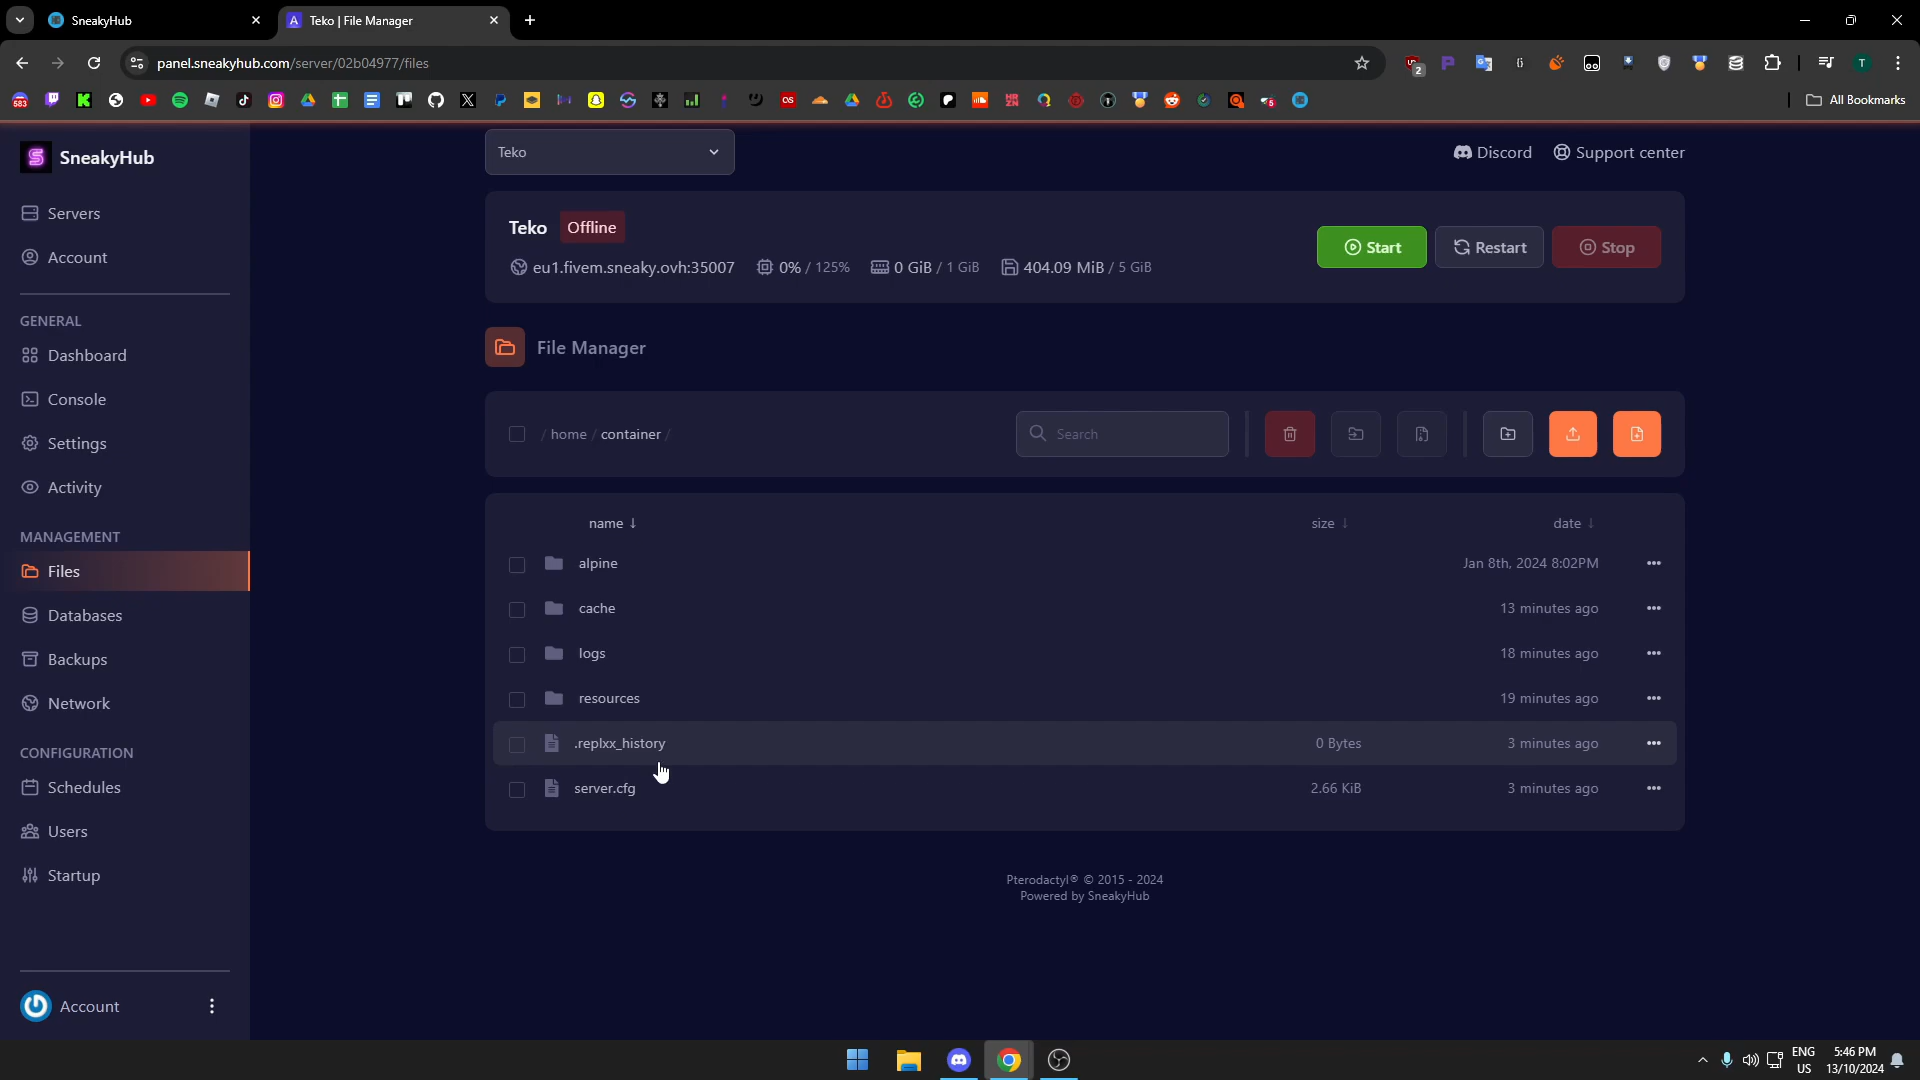 SneakyHub
Teko | File Manager
panel.sneakyhub.com/server/02b04977/files
2
583
5
All Bookmarks
SneakyHub
Servers
Account
GENERAL
Dashboard
Console
Settings
Activity
MANAGEMENT
Files
Databases
Backups
Network
CONFIGURATION
Schedules
Users
Startup
Account
Teko
Discord
Support center
Teko Offline
eu1.fivem.sneaky.ovh:35007 0% / 125% 0 GiB / 1 GiB 404.09 MiB / 5 GiB
Start
Restart
Stop
File Manager
/ home / container /
Search
name ↓ size ↓ date ↓
alpine Jan 8th, 2024 8:02PM
cache 13 minutes ago
logs 18 minutes ago
resources 19 minutes ago
.replxx_history 0 Bytes 3 minutes ago
server.cfg 2.66 KiB 3 minutes ago
Pterodactyl® © 2015 - 2024
Powered by SneakyHub
ENG
US
5:46 PM
13/10/2024